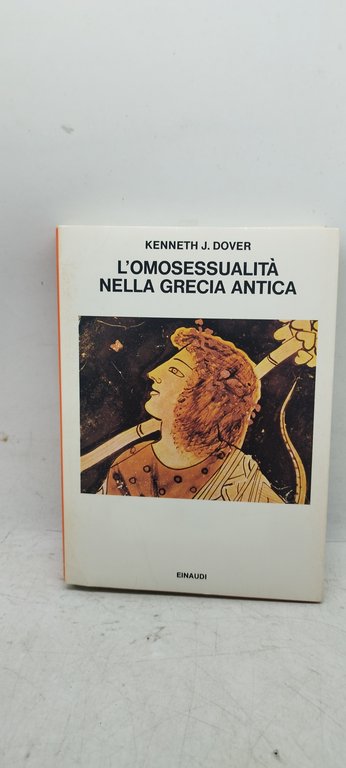 KENNETH J. DOVER
L'OMOSESSUALITÀ
NELLA GRECIA ANTICA
EINAUDI